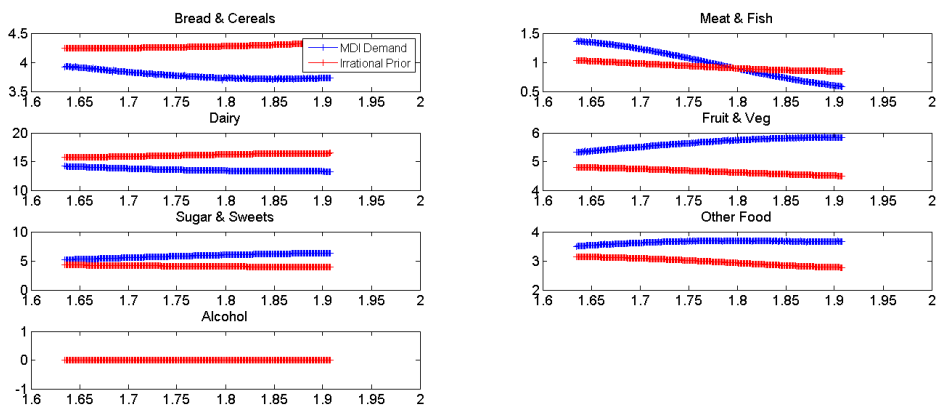 Bread & Cereals
4.5
4
3.5
1.6 1.65 1.7 1.75 1.8 1.85 1.9 1.95 2
MDI Demand
Irrational Prior
Meat & Fish
1.5
1
0.5
1.6 1.65 1.7 1.75 1.8 1.85 1.9 1.95 2
Dairy
20
15
10
1.6 1.65 1.7 1.75 1.8 1.85 1.9 1.95 2
Fruit & Veg
6
5
4
1.6 1.65 1.7 1.75 1.8 1.85 1.9 1.95 2
Sugar & Sweets
10
5
0
1.6 1.65 1.7 1.75 1.8 1.85 1.9 1.95 2
Other Food
4
3
2
1.6 1.65 1.7 1.75 1.8 1.85 1.9 1.95 2
Alcohol
1
0
-1
1.6 1.65 1.7 1.75 1.8 1.85 1.9 1.95 2